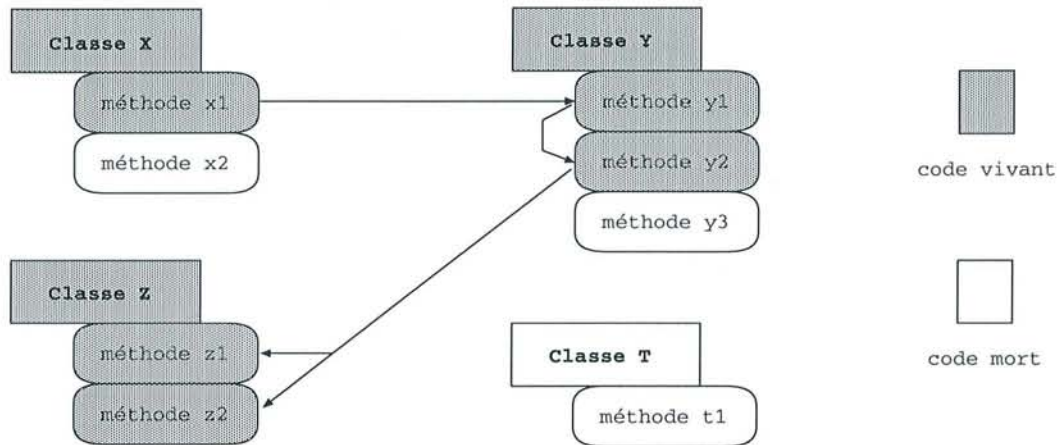 Classe X
méthode x1
méthode x2
Classe Y
méthode y1
méthode y2
méthode y3
code vivant
Classe Z
méthode z1
méthode z2
Classe T
méthode t1
code mort